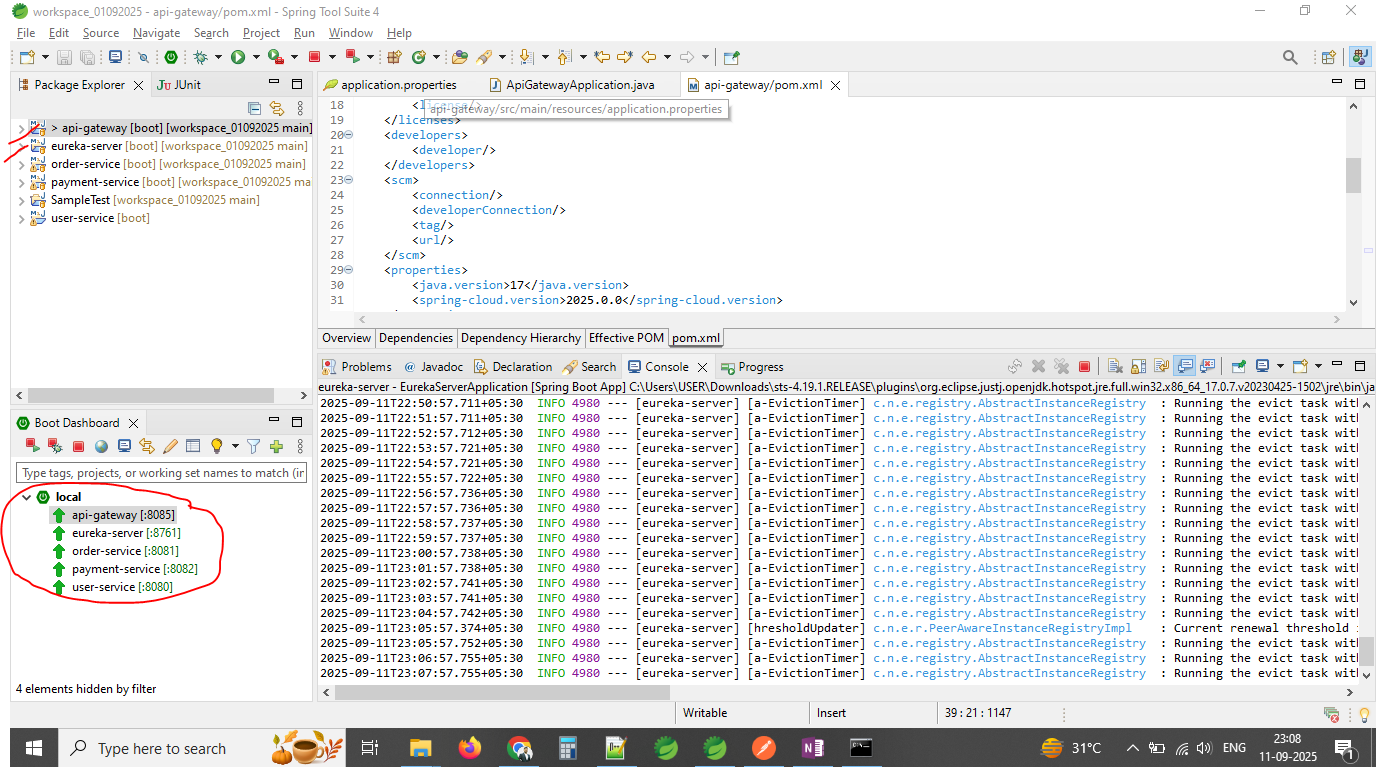 workspace_01092025 - api-gateway/pom.xml - Spring Tool Suite 4
File Edit Source Navigate Search Project Run Window Help
Package Explorer
JUnit
> api-gateway [boot] [workspace_01092025 main]
eureka-server [boot] [workspace_01092025 main]
order-service [boot] [workspace_01092025 main]
payment-service [boot] [workspace_01092025 ma
SampleTest [workspace_01092025 main]
user-service [boot]
application.properties
ApiGatewayApplication.java
api-gateway/pom.xml
api-gateway/src/main/resources/application.properties
18 <license/>
19 </licenses>
20 <developers>
21 <developer/>
22 </developers>
23 <scm>
24 <connection/>
25 <developerConnection/>
26 <tag/>
27 <url/>
28 </scm>
29 <properties>
30 <java.version>17</java.version>
31 <spring-cloud.version>2025.0.0</spring-cloud.version>
Overview Dependencies Dependency Hierarchy Effective POM pom.xml
Boot Dashboard
Type tags, projects, or working set names to match (ir
local
api-gateway [:8085]
eureka-server [:8761]
order-service [:8081]
payment-service [:8082]
user-service [:8080]
4 elements hidden by filter
Problems @ Javadoc Declaration Search Console Progress
eureka-server - EurekaServerApplication [Spring Boot App] C:\Users\USER\Downloads\sts-4.19.1.RELEASE\plugins\org.eclipse.justj.openjdk.hotspot.jre.full.win32.x86_64_17.0.7.v20230425-1502\jre\bin\ja
2025-09-11T22:50:57.711+05:30 INFO 4980 --- [eureka-server] [a-EvictionTimer] c.n.e.registry.AbstractInstanceRegistry : Running the evict task with
2025-09-11T22:51:57.711+05:30 INFO 4980 --- [eureka-server] [a-EvictionTimer] c.n.e.registry.AbstractInstanceRegistry : Running the evict task with
2025-09-11T22:52:57.712+05:30 INFO 4980 --- [eureka-server] [a-EvictionTimer] c.n.e.registry.AbstractInstanceRegistry : Running the evict task with
2025-09-11T22:53:57.721+05:30 INFO 4980 --- [eureka-server] [a-EvictionTimer] c.n.e.registry.AbstractInstanceRegistry : Running the evict task with
2025-09-11T22:54:57.721+05:30 INFO 4980 --- [eureka-server] [a-EvictionTimer] c.n.e.registry.AbstractInstanceRegistry : Running the evict task with
2025-09-11T22:55:57.722+05:30 INFO 4980 --- [eureka-server] [a-EvictionTimer] c.n.e.registry.AbstractInstanceRegistry : Running the evict task with
2025-09-11T22:56:57.736+05:30 INFO 4980 --- [eureka-server] [a-EvictionTimer] c.n.e.registry.AbstractInstanceRegistry : Running the evict task with
2025-09-11T22:57:57.736+05:30 INFO 4980 --- [eureka-server] [a-EvictionTimer] c.n.e.registry.AbstractInstanceRegistry : Running the evict task with
2025-09-11T22:58:57.737+05:30 INFO 4980 --- [eureka-server] [a-EvictionTimer] c.n.e.registry.AbstractInstanceRegistry : Running the evict task with
2025-09-11T22:59:57.737+05:30 INFO 4980 --- [eureka-server] [a-EvictionTimer] c.n.e.registry.AbstractInstanceRegistry : Running the evict task with
2025-09-11T23:00:57.738+05:30 INFO 4980 --- [eureka-server] [a-EvictionTimer] c.n.e.registry.AbstractInstanceRegistry : Running the evict task with
2025-09-11T23:01:57.738+05:30 INFO 4980 --- [eureka-server] [a-EvictionTimer] c.n.e.registry.AbstractInstanceRegistry : Running the evict task with
2025-09-11T23:02:57.741+05:30 INFO 4980 --- [eureka-server] [a-EvictionTimer] c.n.e.registry.AbstractInstanceRegistry : Running the evict task with
2025-09-11T23:03:57.741+05:30 INFO 4980 --- [eureka-server] [a-EvictionTimer] c.n.e.registry.AbstractInstanceRegistry : Running the evict task with
2025-09-11T23:04:57.742+05:30 INFO 4980 --- [eureka-server] [a-EvictionTimer] c.n.e.registry.AbstractInstanceRegistry : Running the evict task with
2025-09-11T23:05:57.374+05:30 INFO 4980 --- [eureka-server] [hresholdUpdater] c.n.e.r.PeerAwareInstanceRegistryImpl : Current renewal threshold
2025-09-11T23:05:57.752+05:30 INFO 4980 --- [eureka-server] [a-EvictionTimer] c.n.e.registry.AbstractInstanceRegistry : Running the evict task with
2025-09-11T23:06:57.755+05:30 INFO 4980 --- [eureka-server] [a-EvictionTimer] c.n.e.registry.AbstractInstanceRegistry : Running the evict task with
2025-09-11T23:07:57.755+05:30 INFO 4980 --- [eureka-server] [a-EvictionTimer] c.n.e.registry.AbstractInstanceRegistry : Running the evict task with
Writable Insert 39 : 21 : 1147
Type here to search
31°C
ENG
23:08
11-09-2025
1